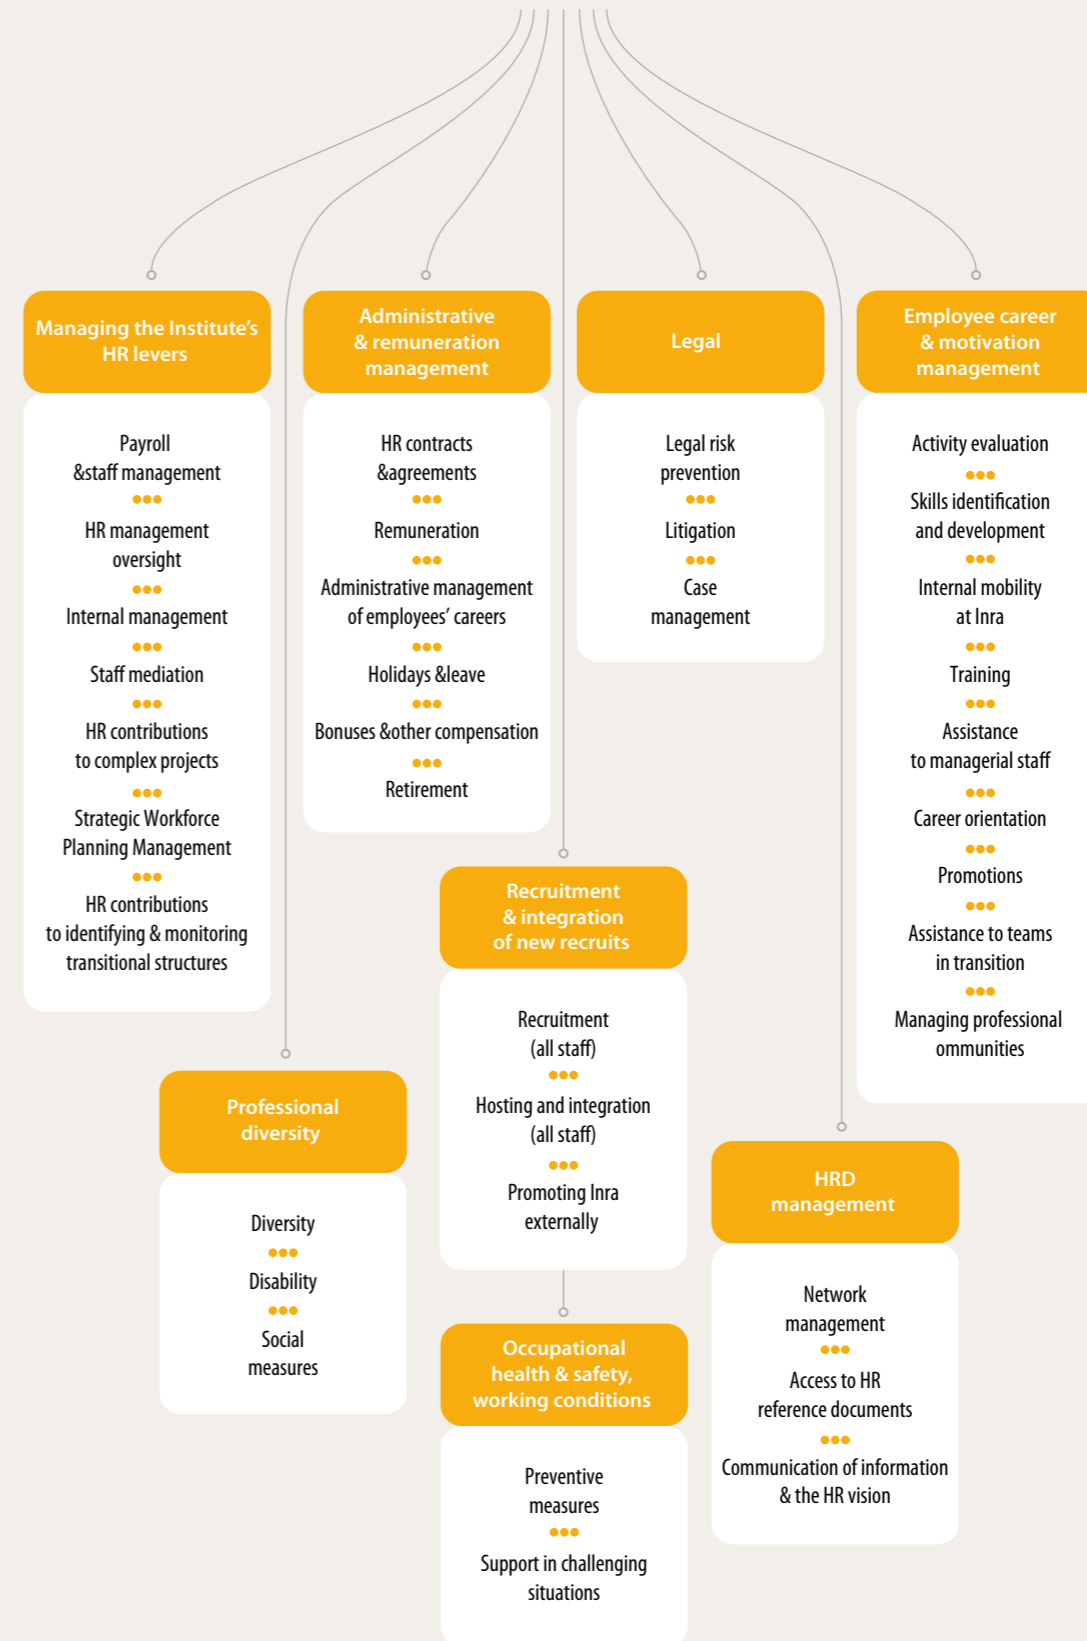 Managing the Institute's
HR levers
Payroll
&staff management
HR management
oversight
Internal management
Staff mediation
HR contributions
to complex projects
Strategic Workforce
Planning Management
HR contributions
to identifying & monitoring
transitional structures
Administrative
& remuneration
management
HR contracts
&agreements
Remuneration
Administrative management
of employees' careers
Holidays &leave
Bonuses &other compensation
Retirement
Legal
Legal risk
prevention
Litigation
Case
management
Employee career
& motivation
management
Activity evaluation
Skills identification
and development
Internal mobility
at Inra
Training
Assistance
to managerial staff
Career orientation
Promotions
Assistance to teams
in transition
Managing professional
ommunities
Recruitment
& integration
of new recruits
Recruitment
(all staff)
Hosting and integration
(all staff)
Promoting Inra
externally
Professional
diversity
Diversity
Disability
Social
measures
HRD
management
Network
management
Access to HR
reference documents
Communication of information
& the HR vision
Occupational
health & safety,
working conditions
Preventive
measures
Support in challenging
situations